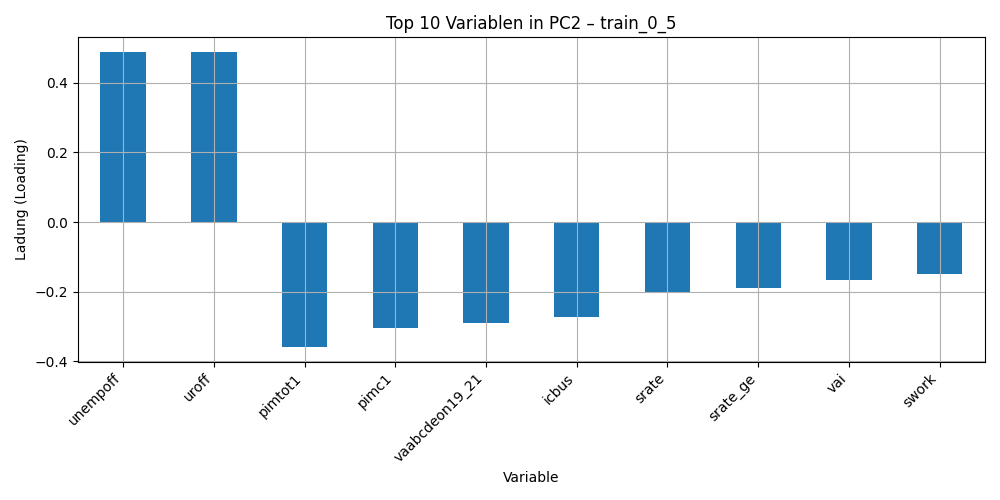 Top 10 Variablen in PC2 – train_0_5
Ladung (Loading)
0.4
0.2
0.0
−0.2
−0.4
unempoff
uroff
pimtot1
pimc1
vaabcdeon19_21
icbus
srate
srate_ge
vai
swork
Variable